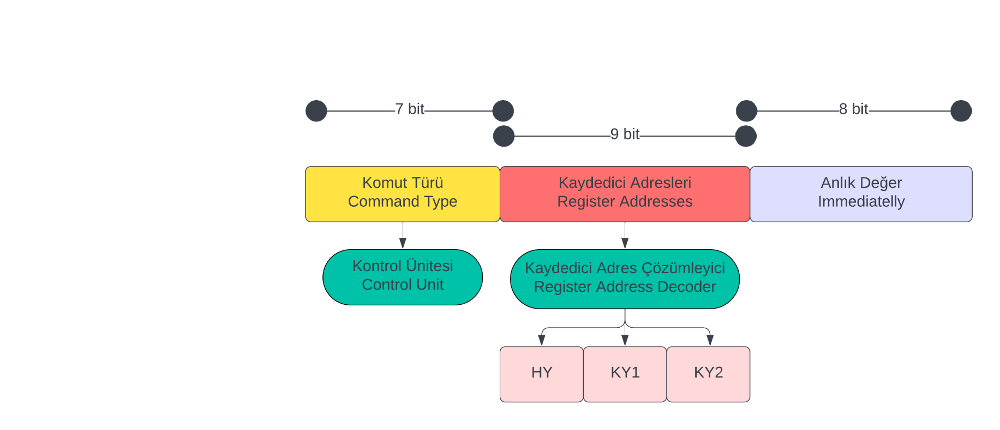 7 bit
8 bit
9 bit
Komut Türü
Command Type
Kaydedici Adresleri
Register Addresses
Anlık Değer
Immediatelly
Kontrol Ünitesi
Control Unit
Kaydedici Adres Çözümleyici
Register Address Decoder
HY
KY1
KY2